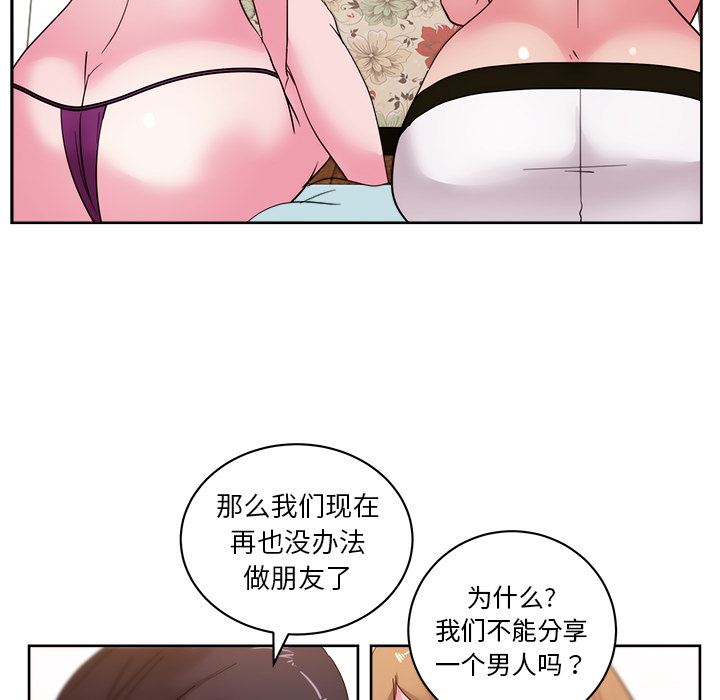 那么我们现在
再也没办法
做朋友了
为什么?
我们不能分享
一个男人吗？